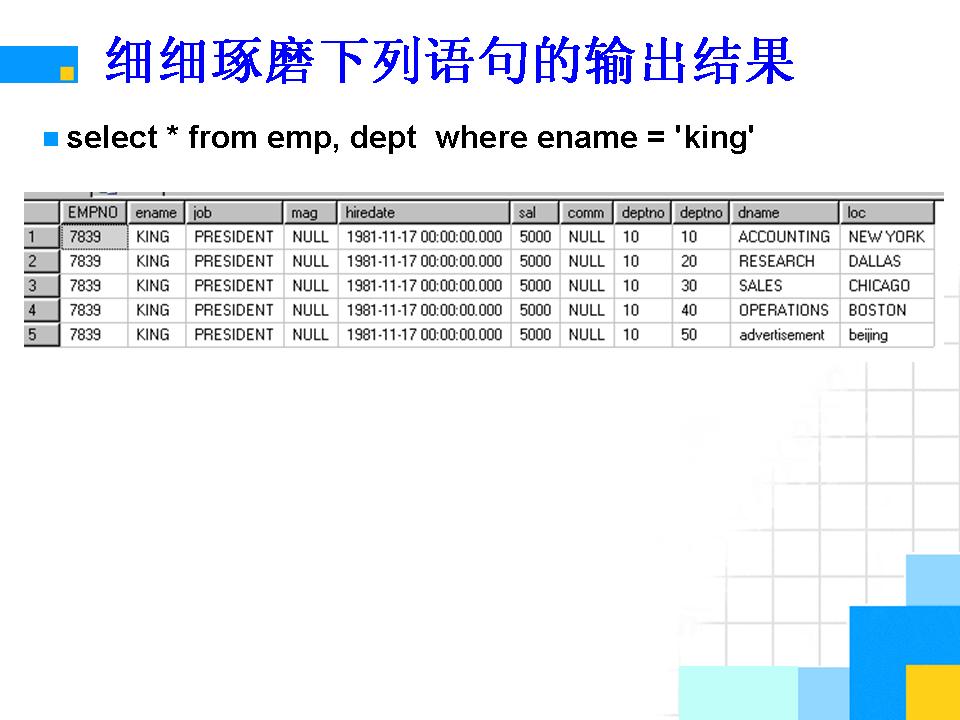 细细琢磨下列语句的输出结果
select * from emp, dept  where ename = 'king'
EMPNO ename job mag hiredate sal comm deptno deptno dname loc
1 7839 KING PRESIDENT NULL 1981-11-17 00:00:00.000 5000 NULL 10 10 ACCOUNTING NEW YORK
2 7839 KING PRESIDENT NULL 1981-11-17 00:00:00.000 5000 NULL 10 20 RESEARCH DALLAS
3 7839 KING PRESIDENT NULL 1981-11-17 00:00:00.000 5000 NULL 10 30 SALES CHICAGO
4 7839 KING PRESIDENT NULL 1981-11-17 00:00:00.000 5000 NULL 10 40 OPERATIONS BOSTON
5 7839 KING PRESIDENT NULL 1981-11-17 00:00:00.000 5000 NULL 10 50 advertisement beijing